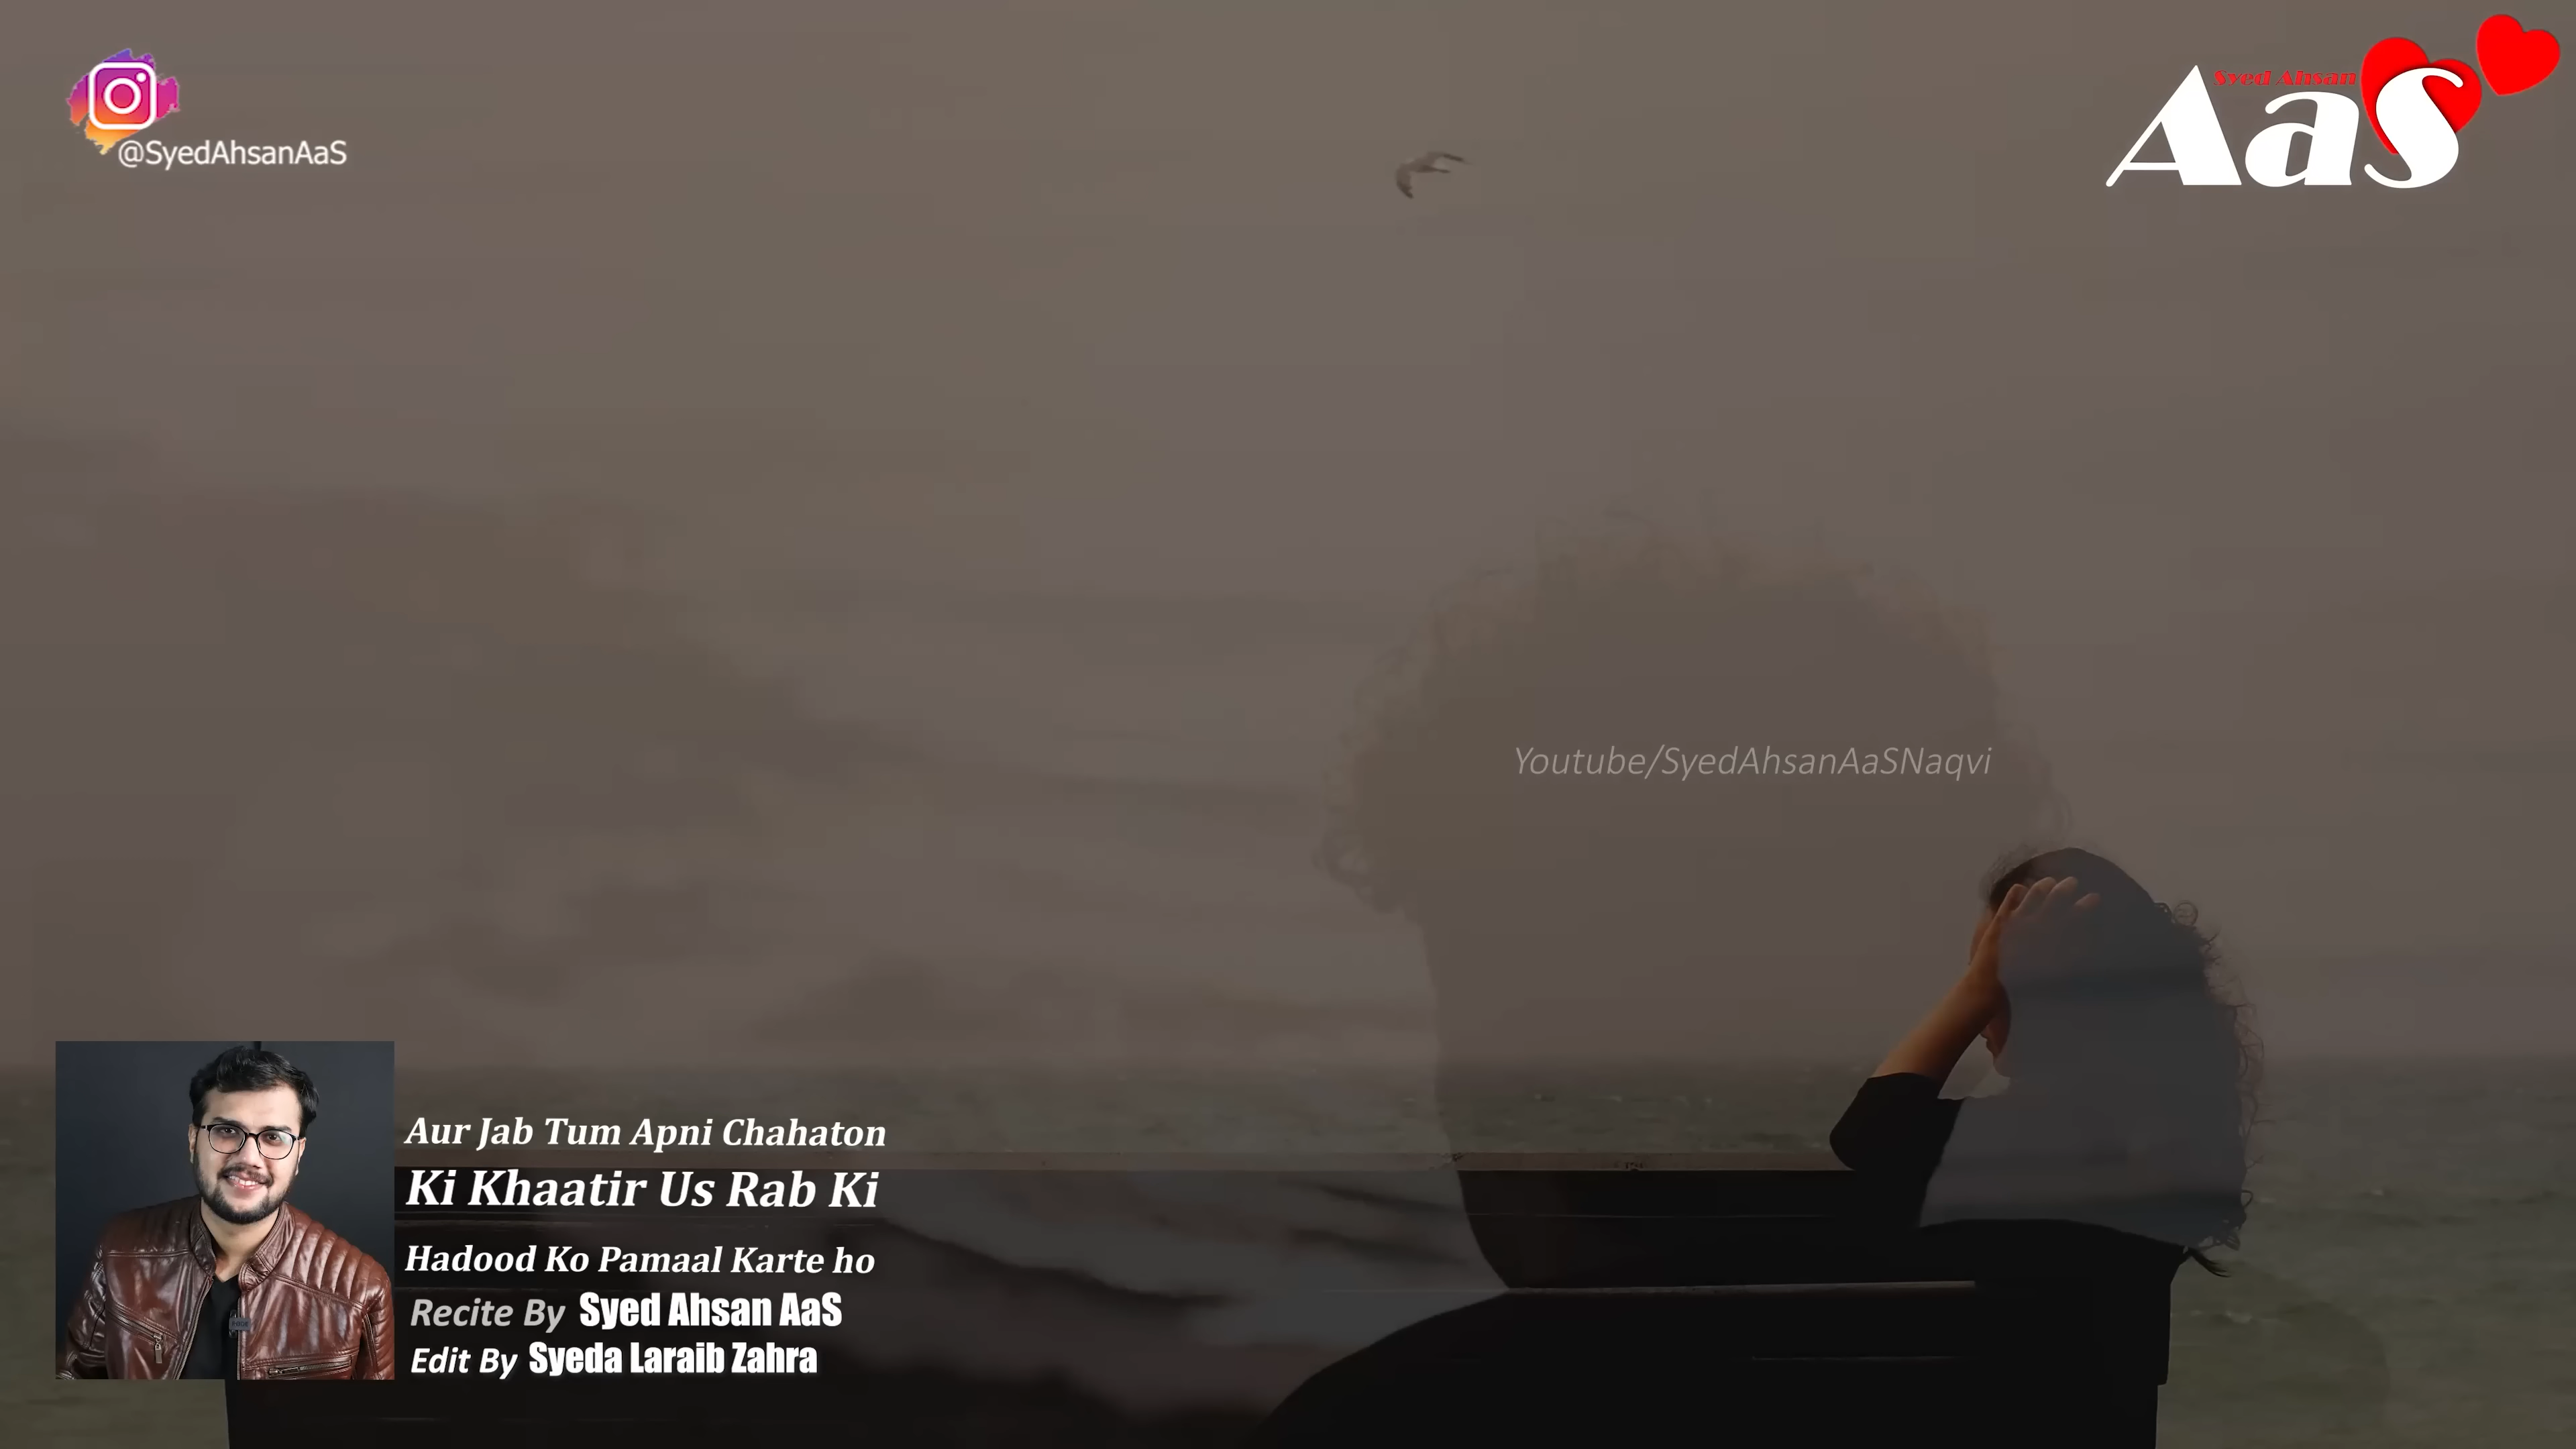 @SyedAhsanAaS
Syed Ahsan
AaS
Youtube/SyedAhsanAaSNaqvi
Aur Jab Tum Apni Chahaton
Ki Khaatir Us Rab Ki
Hadood Ko Pamaal Karte ho
Recite By Syed Ahsan AaS
Edit By Syeda Laraib Zahra